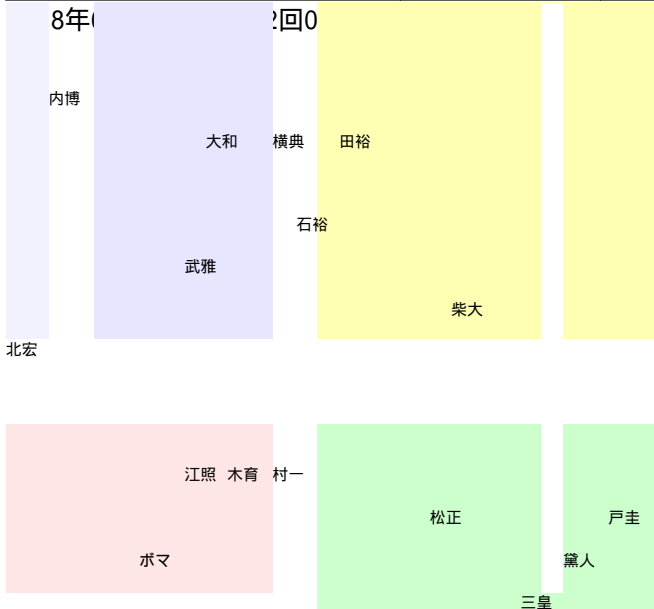 8年 2回0
内博
大和 横典 田裕
石裕
武雅
柴大
北宏
江照 木育 村一
松正 戸圭
ボマ 黛人
三皇